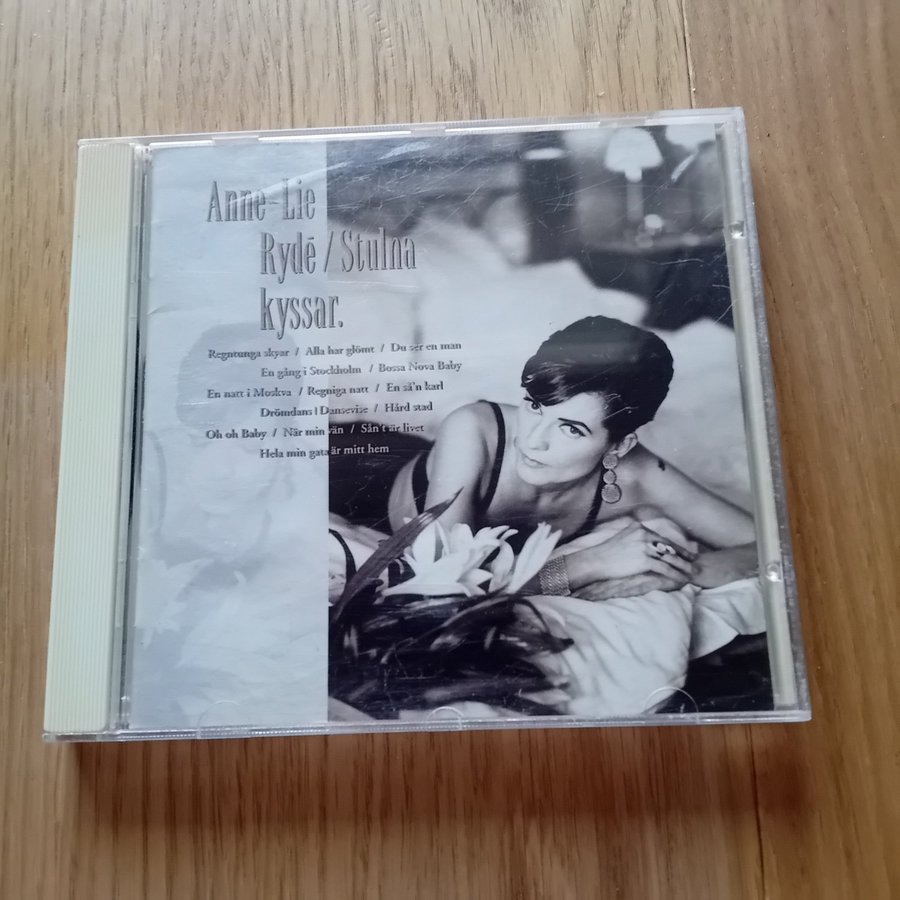 Anne-Lie
Rydé / Stulna
kyssar.
Regntunga skyar / Alla har glömt / Du ser en man
En gång i Stockholm / Bossa Nova Baby
En natt i Moskva / Regniga natt / En så'n karl
Drömdans | Dansevise / Hård stad
Oh oh Baby / När min vän / Sån't är livet
Hela min gata är mitt hem